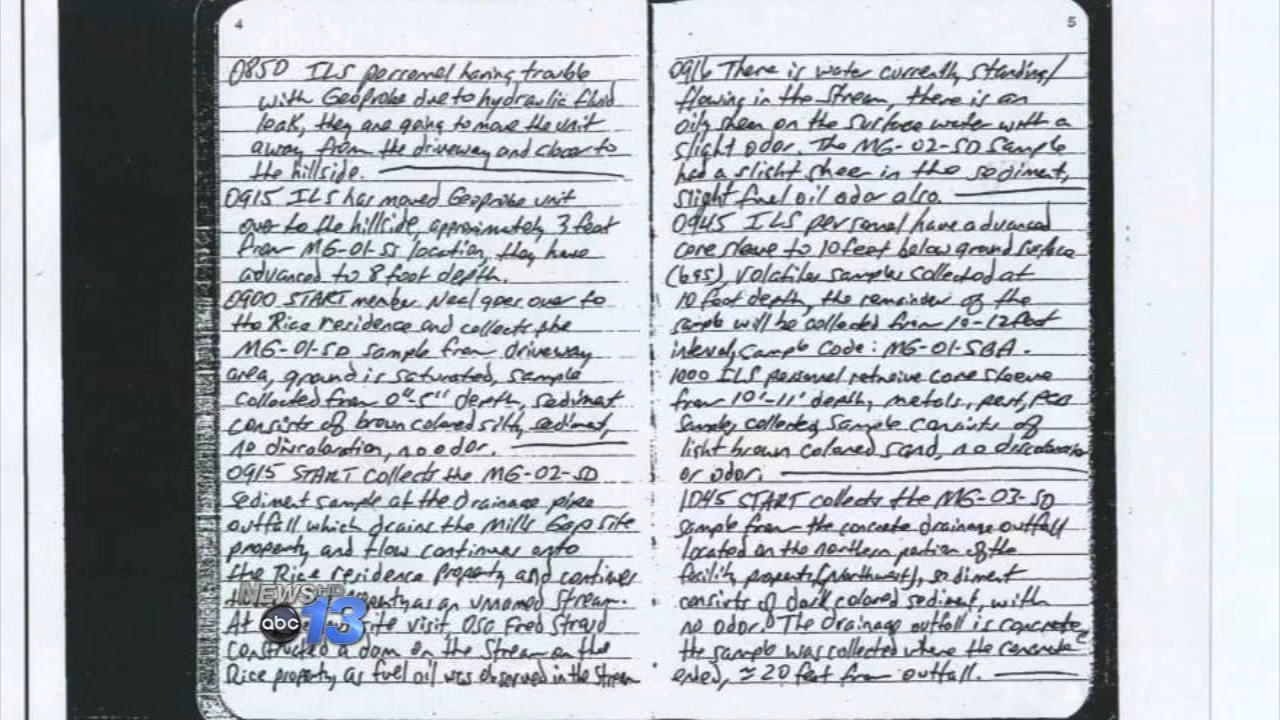 4
0850 ILS personnel having trouble
with Geoprobe due to hydraulic fluid
leak, they are going to move the unit
away from the driveway and closer to
the hillside.
0915 ILS has moved Geoprobe unit
over to the hillside, approximately 3 feet
from MG-01-SS location, they have
advanced to 8 foot depth.
0900 START member Neal goes over to
the Rice residence and collects the
MG-01-SD sample from driveway
area, ground is saturated, sample
collected from 0"-5" depth, sediment
consists of brown colored silty sediment,
no discoloration, no odor.
0915 START collects the MG-02-SD
sediment sample at the drainage pipe
outfall which drains the Mills Gap site
property and flow continues onto
the Rice residence property and continues
property as an unnamed stream.
At site visit, OSC Fred Stroud
constructed a dam on the stream on the
Rice property as fuel oil was observed in the stream
NEWS HD
abc 13
5
0916 There is water currently standing/
flowing in the stream, there is an
oily sheen on the surface water with a
slight odor. The MG-02-SD sample
had a slight sheen in the sediment,
slight fuel oil odor also.
0945 ILS personel have advanced
core sleeve to 10 feet below ground surface
(bgs), volatiles samples collected at
10 foot depth, the remainder of the
sample will be collected from 10-12 foot
interval, sample code: MG-01-SBA.
1000 ILS personel retreive core sleeve
from 10'-11' depth, metals, pest, PCB
samples collected, sample consists of
light brown colored sand, no discoloration
or odor.
1045 START collects the MG-03-SD
sample from the concrete drainage outfall
located on the northern portion of the
facility property (Northwest), sediment
consists of dark colored sediment, with
no odor. The drainage outfall is concrete,
the sample was collected where the concrete
ended, ≈ 20 feet from outfall.